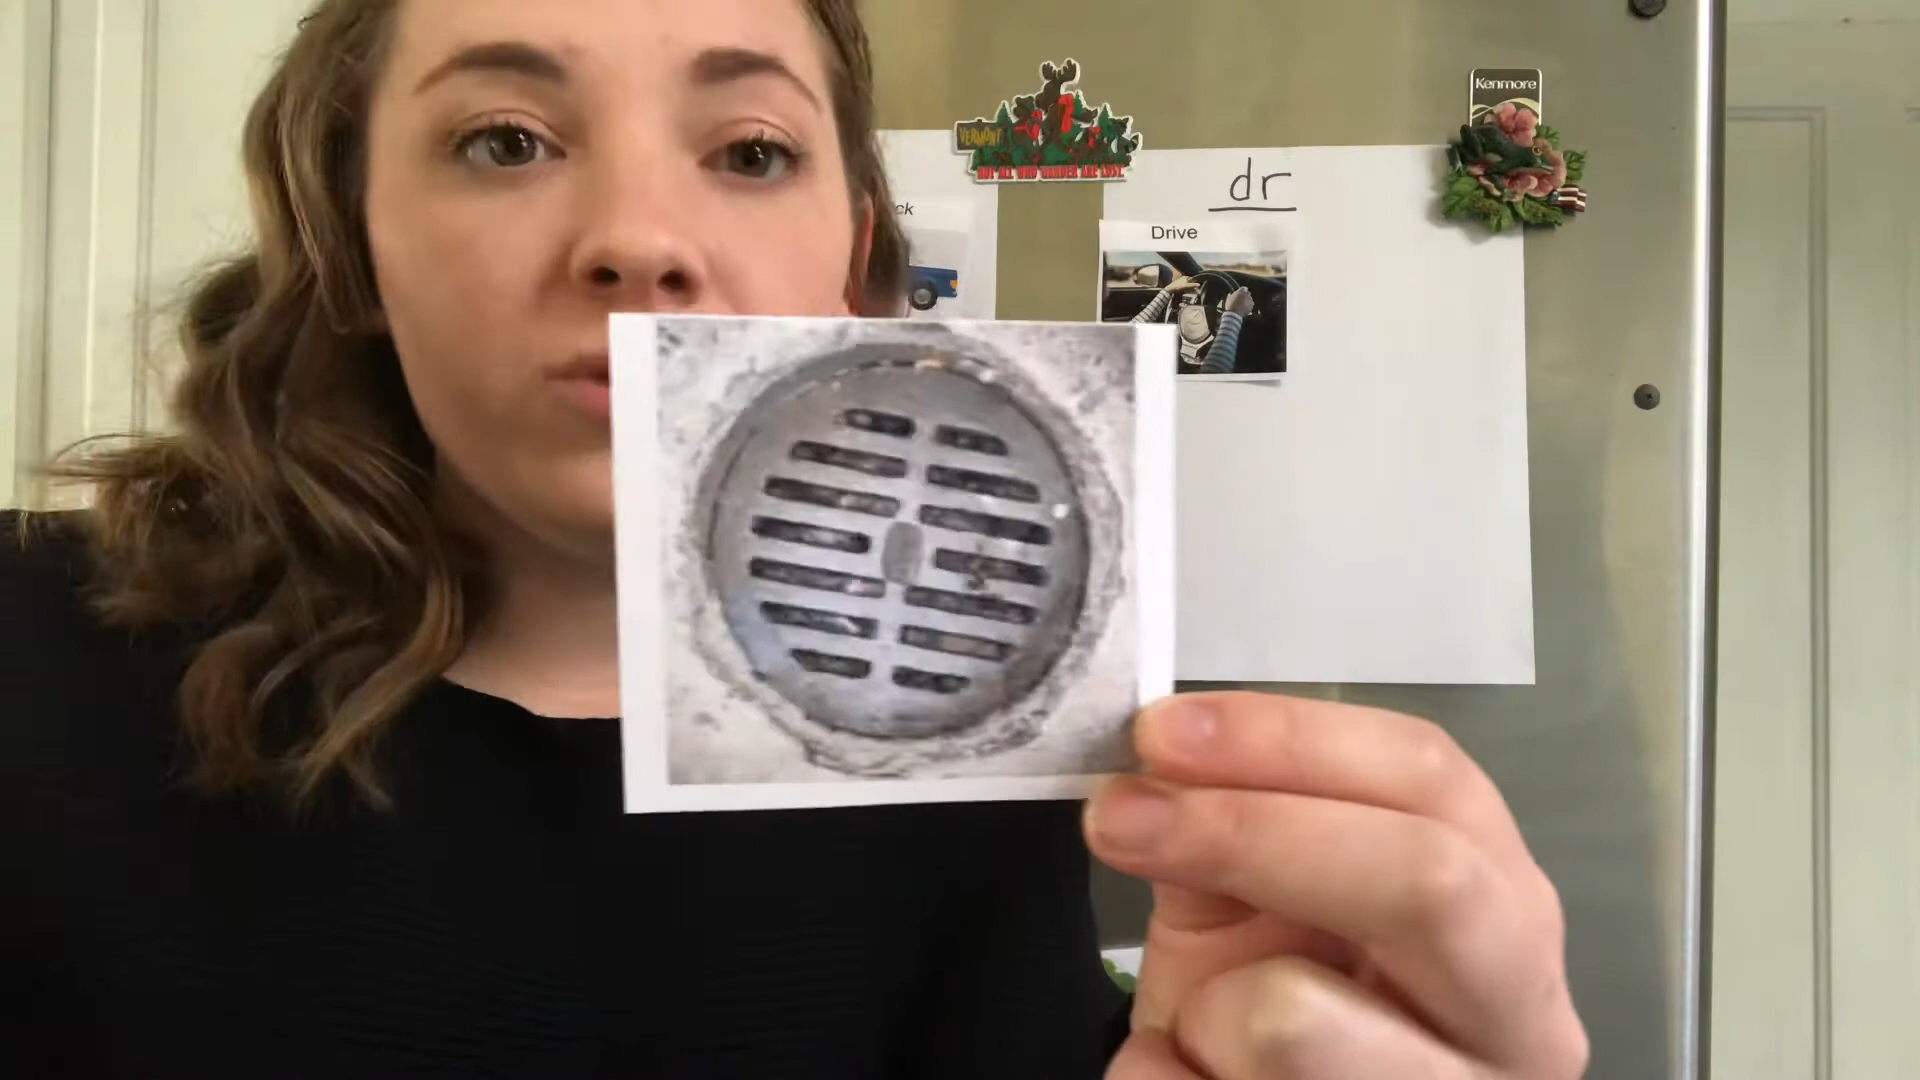 Kenmore
VERMONT
NOT ALL WHO WANDER ARE LOST.
dr
ck
Drive